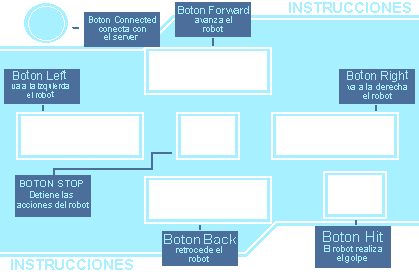 INSTRUCCIONES
Boton Connected
conecta con
el server
Boton Forward
avanza el
robot
Boton Left
va a la izquierda
el robot
Boton Right
va a la derecha
el robot
BOTON STOP
Detiene las
acciones del robot
Boton Back
retrocede el
robot
Boton Hit
El robot realiza
el golpe
INSTRUCCIONES